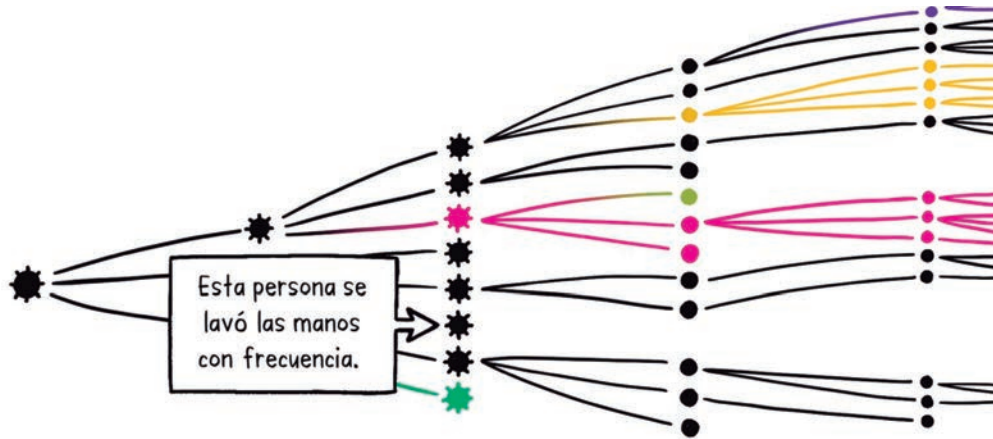 Esta persona se
lavó las manos
con frecuencia.